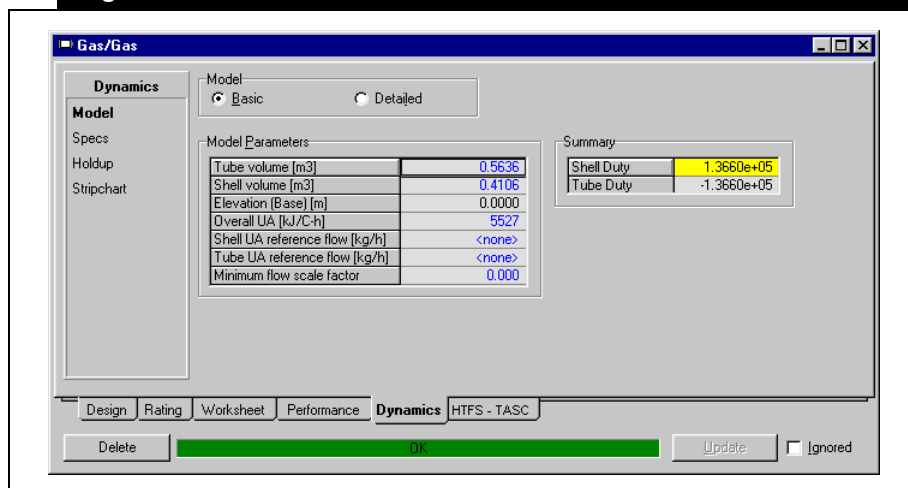 Gas/Gas
Dynamics
Model
Specs
Holdup
Stripchart
Model
Basic Detailed
Model Parameters
Tube volume [m3] 0.5636
Shell volume [m3] 0.4106
Elevation (Base) [m] 0.0000
Overall UA [kJ/C-h] 5527
Shell UA reference flow [kg/h] <none>
Tube UA reference flow [kg/h] <none>
Minimum flow scale factor 0.000
Summary
Shell Duty 1.3660e+05
Tube Duty -1.3660e+05
Design Rating Worksheet Performance Dynamics HTFS - TASC
Delete OK Update Ignored